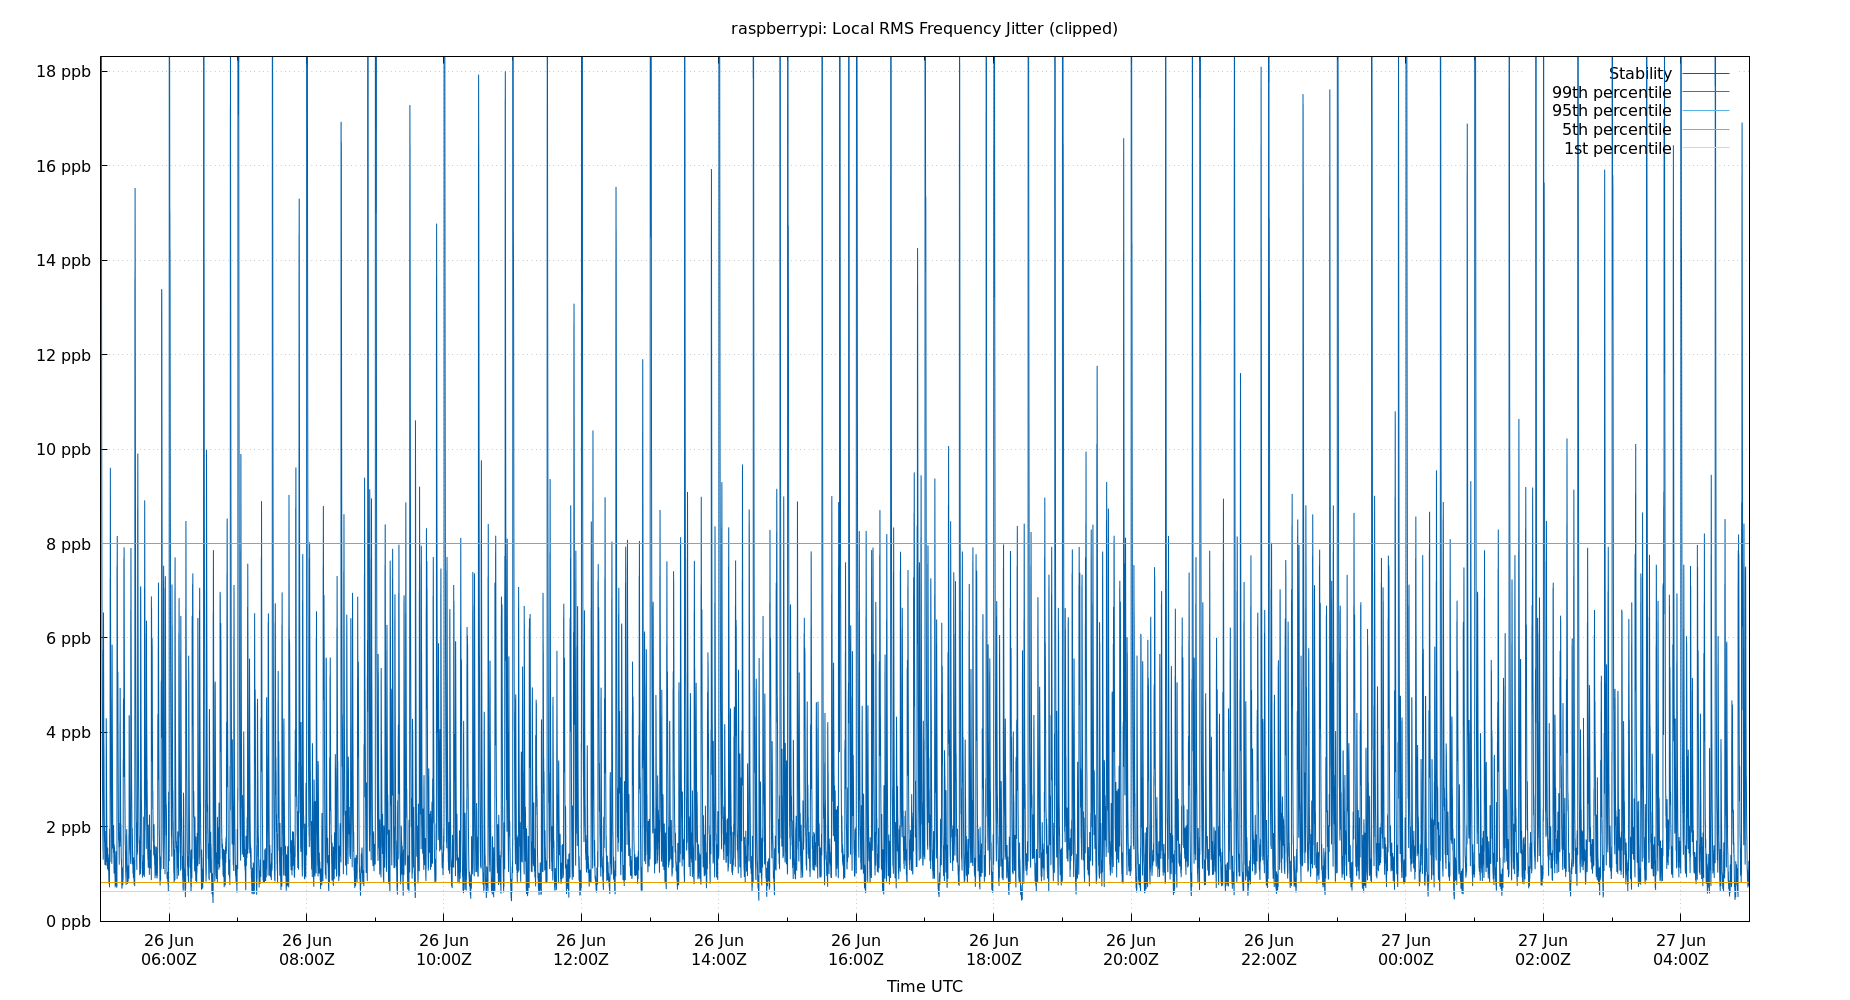 raspberrypi: Local RMS Frequency Jitter (clipped)
18 ppb
16 ppb
14 ppb
12 ppb
10 ppb
8 ppb
6 ppb
4 ppb
2 ppb
0 ppb
Stability
99th percentile
95th percentile
5th percentile
1st percentile
26 Jun 26 Jun 26 Jun 26 Jun 26 Jun 26 Jun 26 Jun 26 Jun 26 Jun 27 Jun 27 Jun 27 Jun
06:00Z 08:00Z 10:00Z 12:00Z 14:00Z 16:00Z 18:00Z 20:00Z 22:00Z 00:00Z 02:00Z 04:00Z
Time UTC